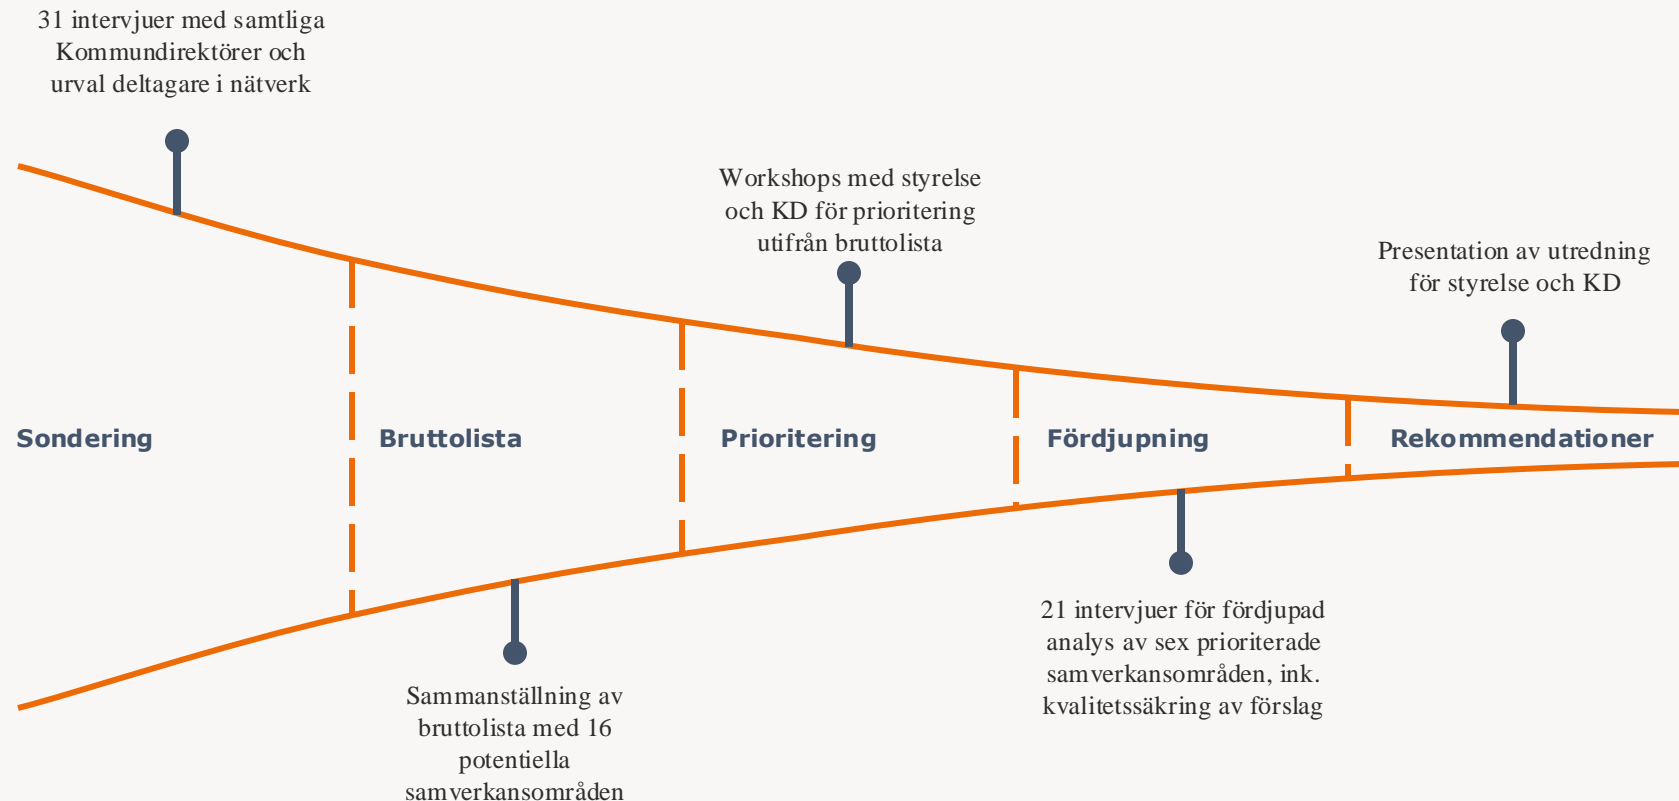 31 intervjuer med samtliga
Kommundirektörer och
urval deltagare i nätverk
Workshops med styrelse
och KD för prioritering
utifrån bruttolista
Presentation av utredning
för styrelse och KD
Sondering
Bruttolista
Prioritering
Fördjupning
Rekommendationer
Sammanställning av
bruttolista med 16
potentiella
samverkansområden
21 intervjuer för fördjupad
analys av sex prioriterade
samverkansområden, ink.
kvalitetssäkring av förslag